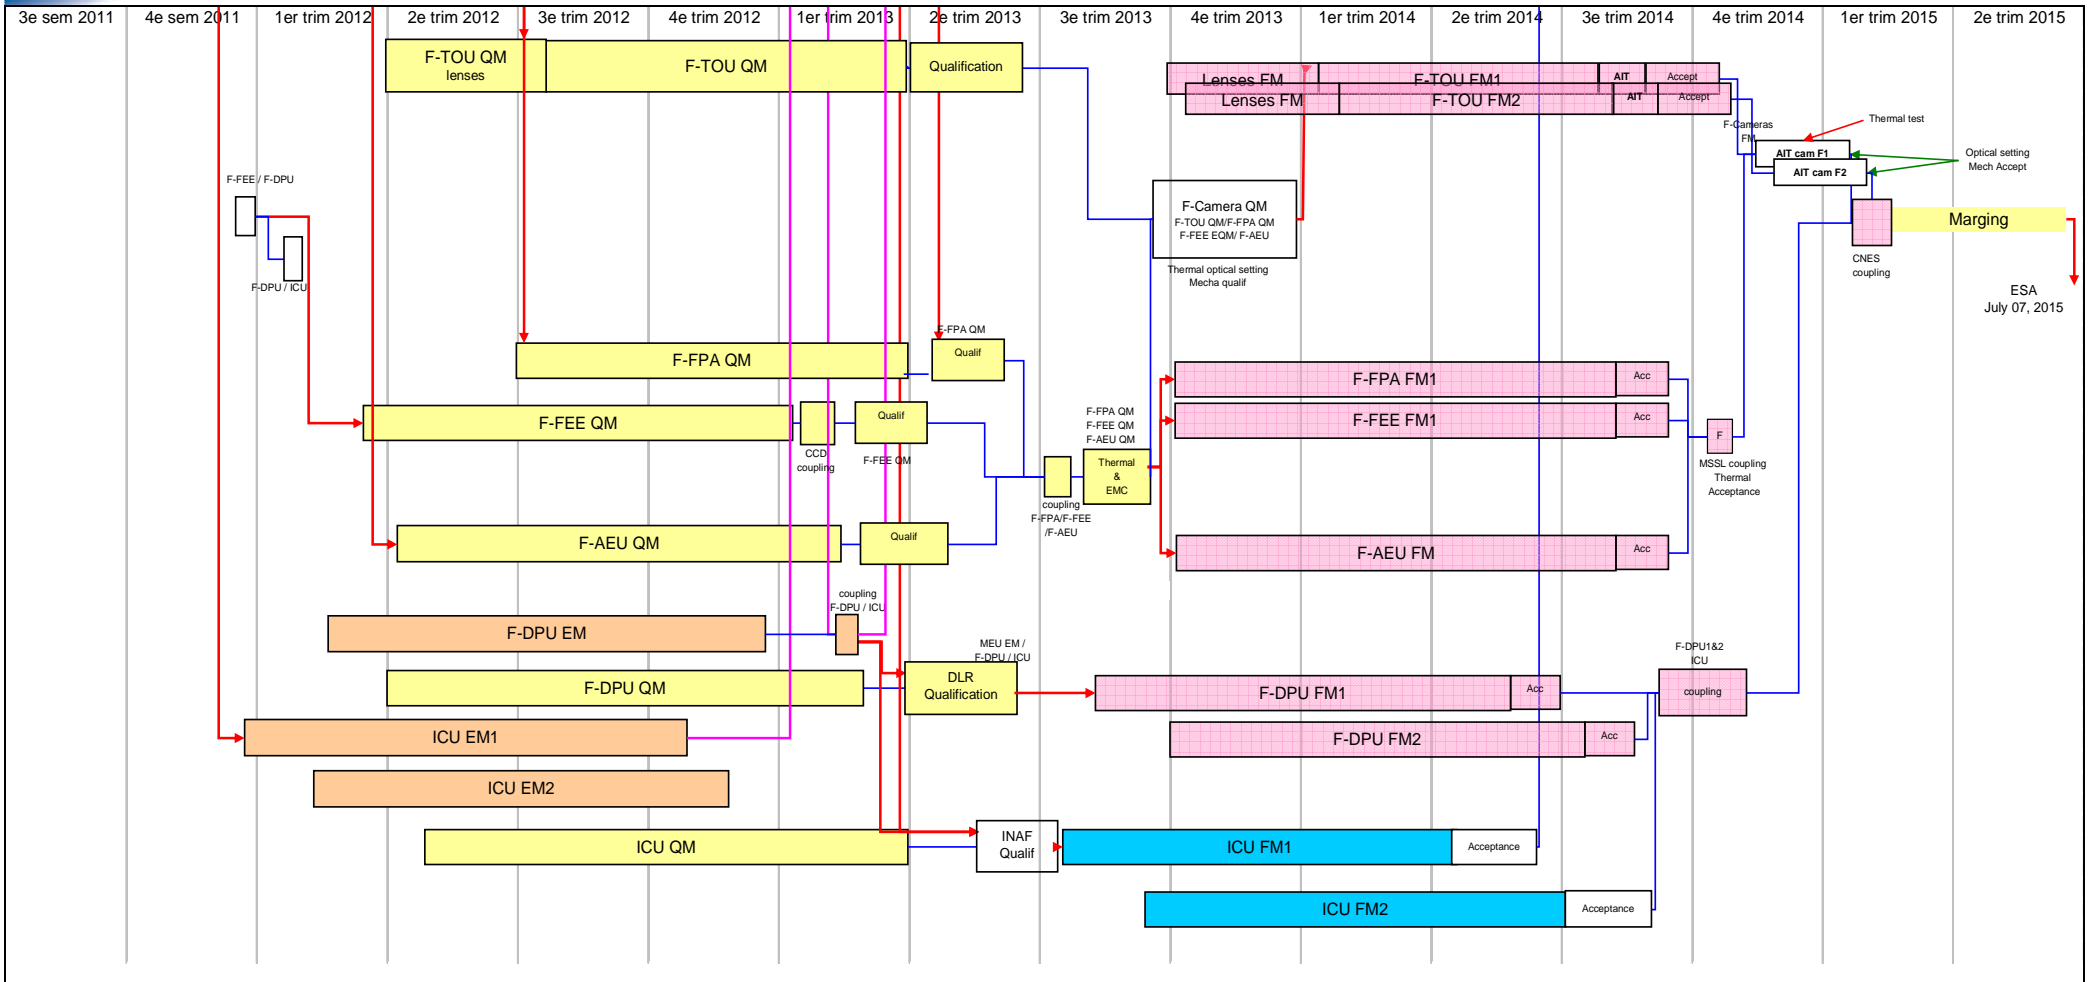 3e sem 2011
4e sem 2011
1er trim 2012
2e trim 2012
3e trim 2012
4e trim 2012
1er trim 2013
2e trim 2013
3e trim 2013
4e trim 2013
1er trim 2014
2e trim 2014
3e trim 2014
4e trim 2014
1er trim 2015
2e trim 2015
F-TOU QM
lenses
F-TOU QM
Qualification
Lenses FM
F-TOU FM1
AIT
Accept
Lenses FM
F-TOU FM2
AIT
Accept
F-Cameras
FM
Thermal test
AIT cam F1
AIT cam F2
Optical setting
Mech Accept
F-FEE / F-DPU
F-DPU / ICU
F-Camera QM
F-TOU QM/F-FPA QM
F-FEE EQM/ F-AEU
Thermal optical setting
Mecha qualif
Marging
CNES
coupling
ESA
July 07, 2015
F-FPA QM
F-FPA QM
Qualif
F-FPA FM1
Acc
F-FEE QM
CCD
coupling
Qualif
F-FEE QM
F-FPA QM
F-FEE QM
F-AEU QM
Thermal
&
EMC
coupling
F-FPA/F-FEE
/F-AEU
F-FEE FM1
Acc
F
MSSL coupling
Thermal
Acceptance
F-AEU QM
Qualif
F-AEU FM
Acc
coupling
F-DPU / ICU
F-DPU EM
MEU EM /
F-DPU / ICU
F-DPU QM
DLR
Qualification
F-DPU FM1
Acc
F-DPU1&2
ICU
coupling
ICU EM1
F-DPU FM2
Acc
ICU EM2
ICU QM
INAF
Qualif
ICU FM1
Acceptance
ICU FM2
Acceptance